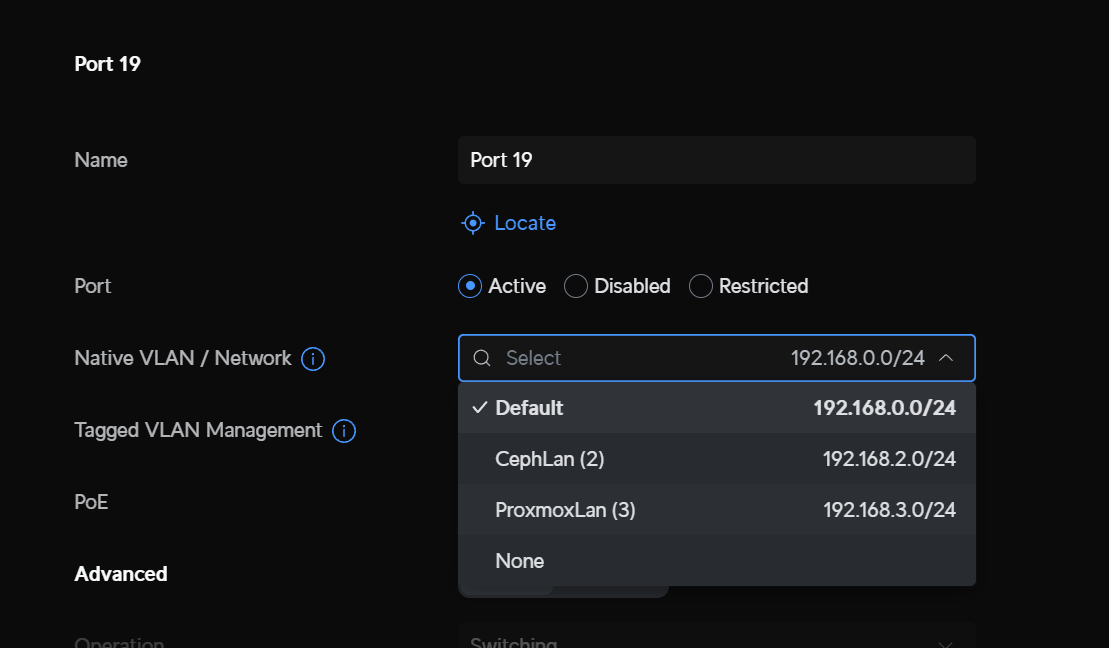 Port 19
Name
Port 19
Locate
Port
Active Disabled Restricted
Native VLAN / Network
Select 192.168.0.0/24
Default 192.168.0.0/24
Tagged VLAN Management
CephLan (2) 192.168.2.0/24
PoE
ProxmoxLan (3) 192.168.3.0/24
None
Advanced
Operation
Switching